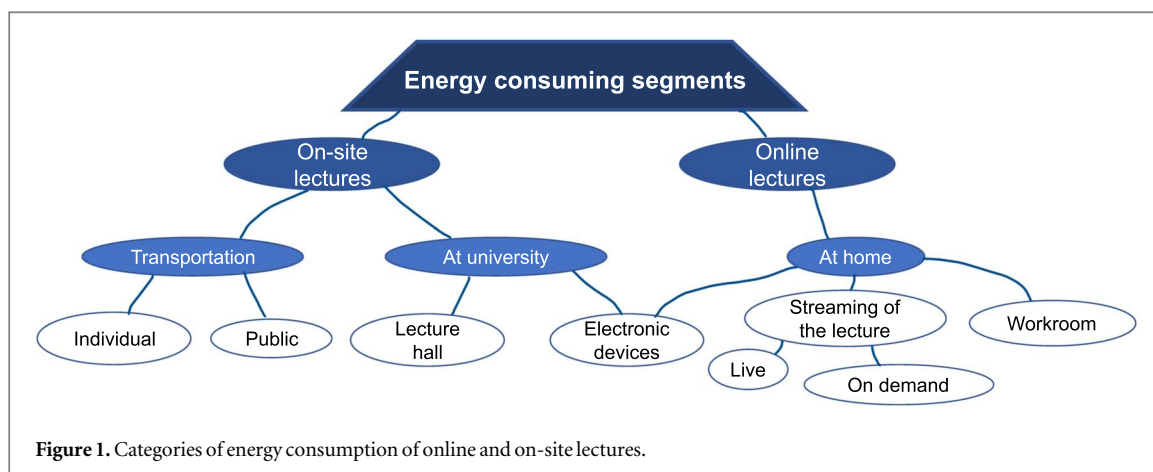 Energy consuming segments
On-site
lectures
Online
lectures
Transportation
At university
At home
Individual
Public
Lecture
hall
Electronic
devices
Streaming of
the lecture
Workroom
Live
On demand
Figure 1. Categories of energy consumption of online and on-site lectures.